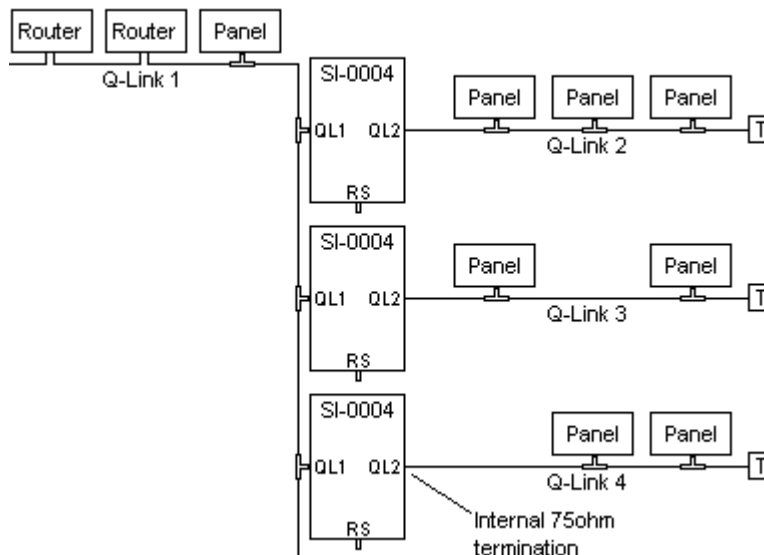 Router
Router
Panel
Q-Link 1
SI-0004
QL1
QL2
RS
Panel
Panel
Panel
Q-Link 2
T
SI-0004
QL1
QL2
RS
Panel
Panel
Q-Link 3
T
SI-0004
QL1
QL2
RS
Panel
Panel
Q-Link 4
T
Internal 75ohm
termination